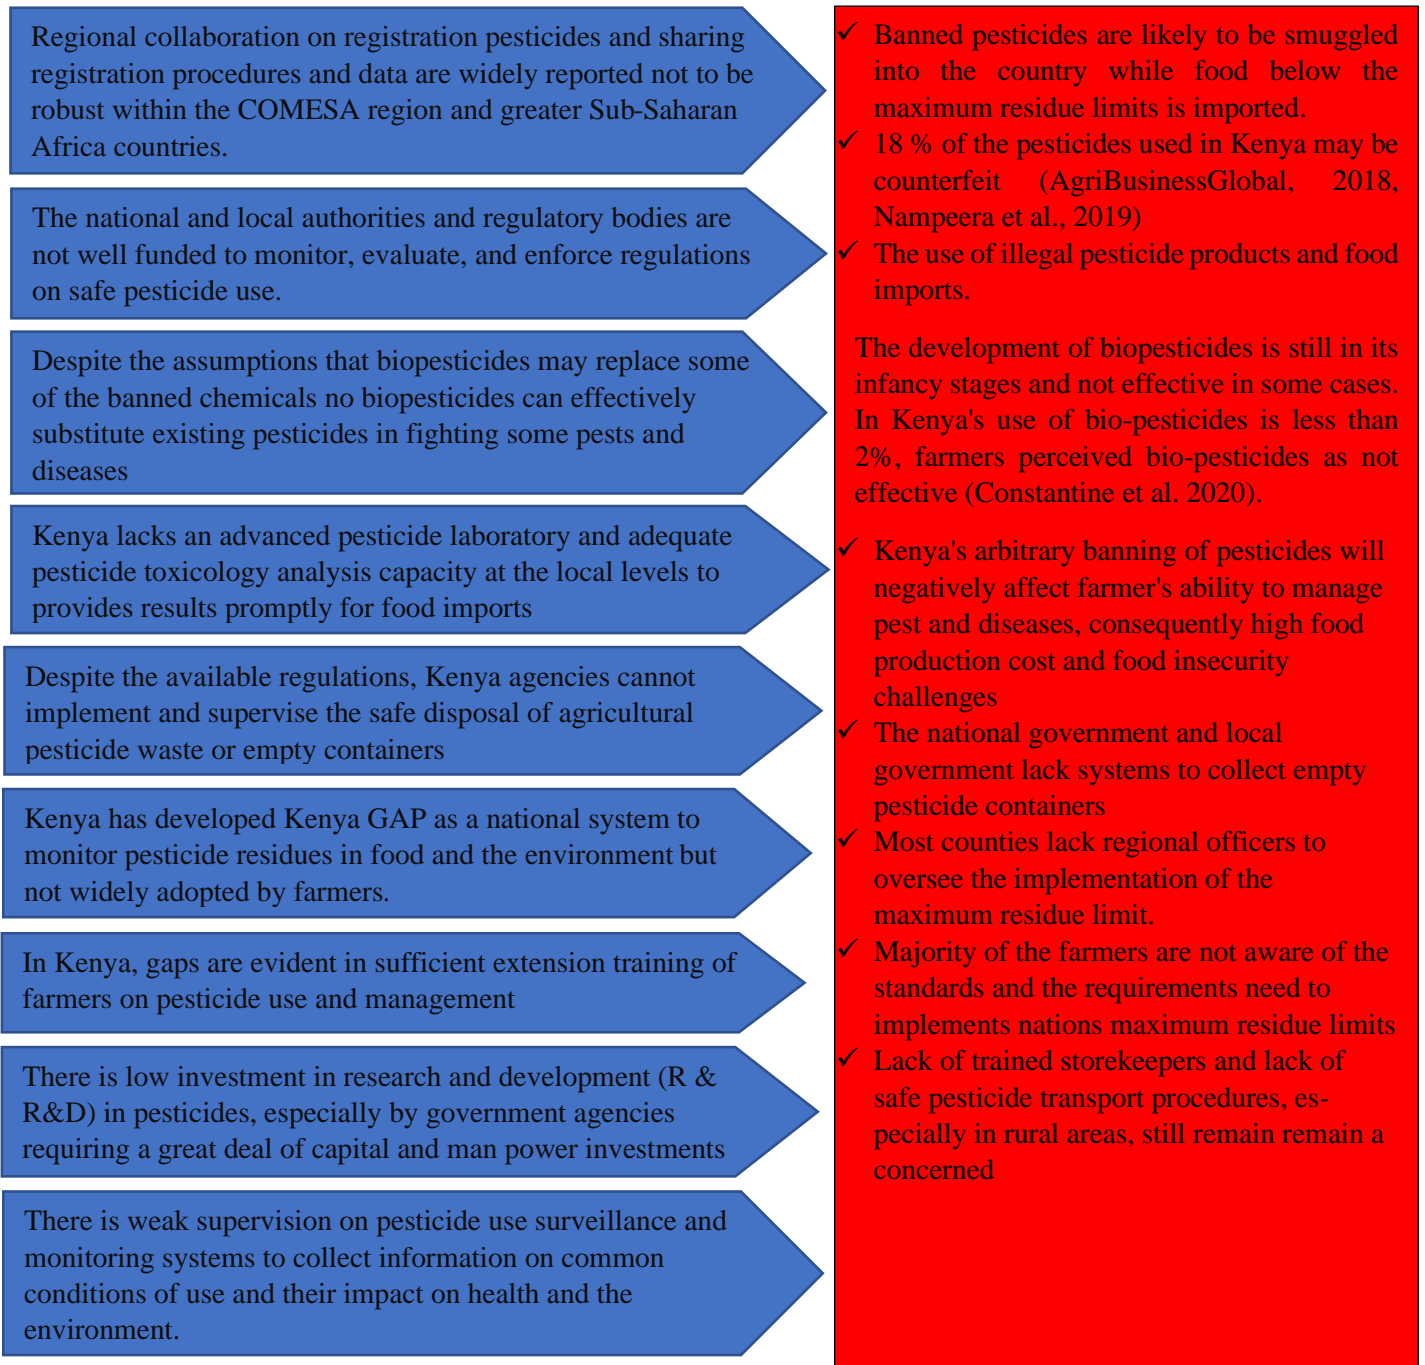 Regional collaboration on registration pesticides and sharing
registration procedures and data are widely reported not to be
robust within the COMESA region and greater Sub-Saharan
Africa countries.
The national and local authorities and regulatory bodies are
not well funded to monitor, evaluate, and enforce regulations
on safe pesticide use.
Despite the assumptions that biopesticides may replace some
of the banned chemicals no biopesticides can effectively
substitute existing pesticides in fighting some pests and
diseases
Kenya lacks an advanced pesticide laboratory and adequate
pesticide toxicology analysis capacity at the local levels to
provides results promptly for food imports
Despite the available regulations, Kenya agencies cannot
implement and supervise the safe disposal of agricultural
pesticide waste or empty containers
Kenya has developed Kenya GAP as a national system to
monitor pesticide residues in food and the environment but
not widely adopted by farmers.
In Kenya, gaps are evident in sufficient extension training of
farmers on pesticide use and management
There is low investment in research and development (R &
R&D) in pesticides, especially by government agencies
requiring a great deal of capital and man power investments
There is weak supervision on pesticide use surveillance and
monitoring systems to collect information on common
conditions of use and their impact on health and the
environment.
✓ Banned pesticides are likely to be smuggled
into the country while food below the
maximum residue limits is imported.
✓ 18 % of the pesticides used in Kenya may be
counterfeit (AgriBusinessGlobal, 2018,
Nampeera et al., 2019)
✓ The use of illegal pesticide products and food
imports.
The development of biopesticides is still in its
infancy stages and not effective in some cases.
In Kenya's use of bio-pesticides is less than
2%, farmers perceived bio-pesticides as not
effective (Constantine et al. 2020).
✓ Kenya's arbitrary banning of pesticides will
negatively affect farmer's ability to manage
pest and diseases, consequently high food
production cost and food insecurity
challenges
✓ The national government and local
government lack systems to collect empty
pesticide containers
✓ Most counties lack regional officers to
oversee the implementation of the
maximum residue limit.
✓ Majority of the farmers are not aware of the
standards and the requirements need to
implements nations maximum residue limits
✓ Lack of trained storekeepers and lack of
safe pesticide transport procedures, es-
pecially in rural areas, still remain remain a
concerned